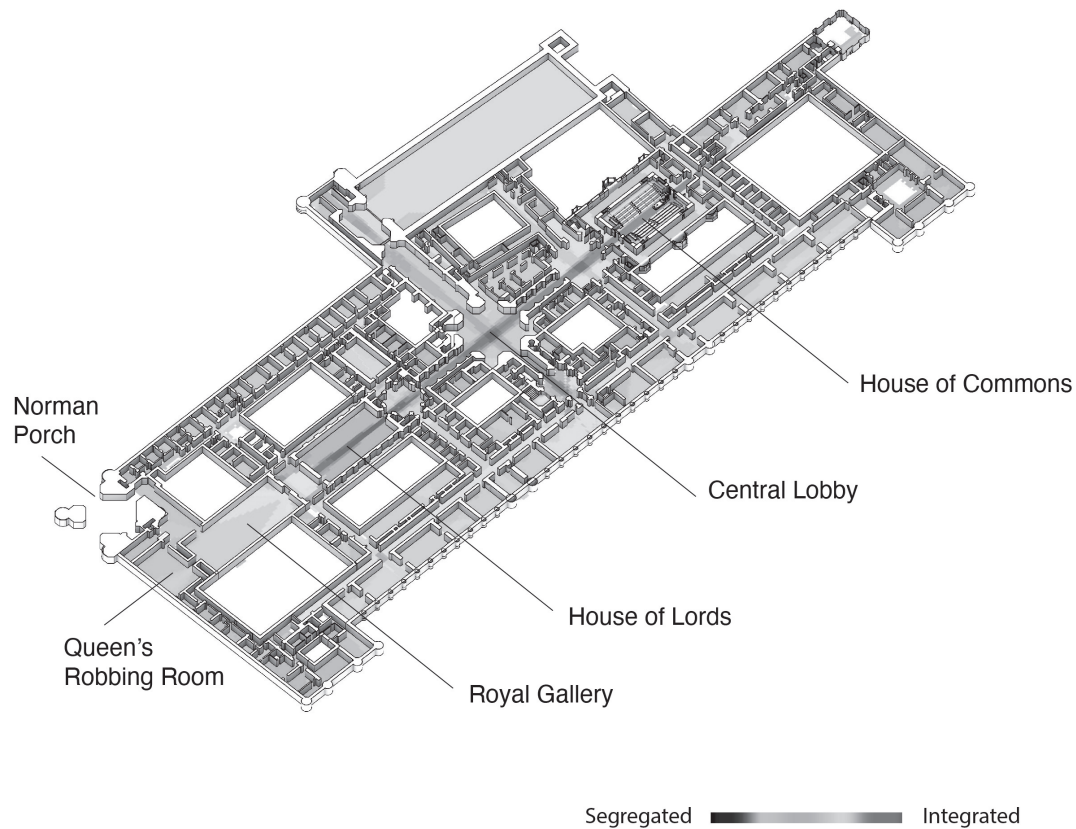 House of Commons
Norman
Porch
Central Lobby
House of Lords
Queen's
Robbing Room
Royal Gallery
Segregated
Integrated